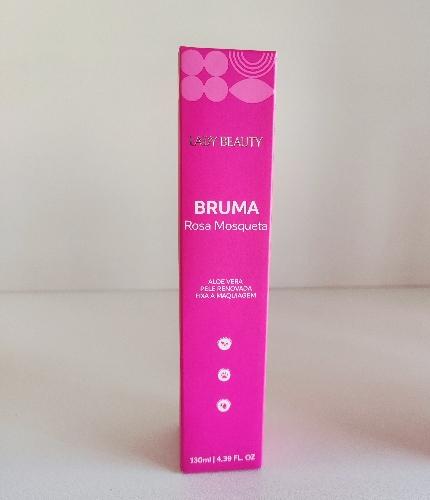 LADY BEAUTY
BRUMA
Rosa Mosqueta
ALOE VERA
PELE RENOVADA
FIXA A MAQUIAGEM
130ml | 4.39 FL. OZ